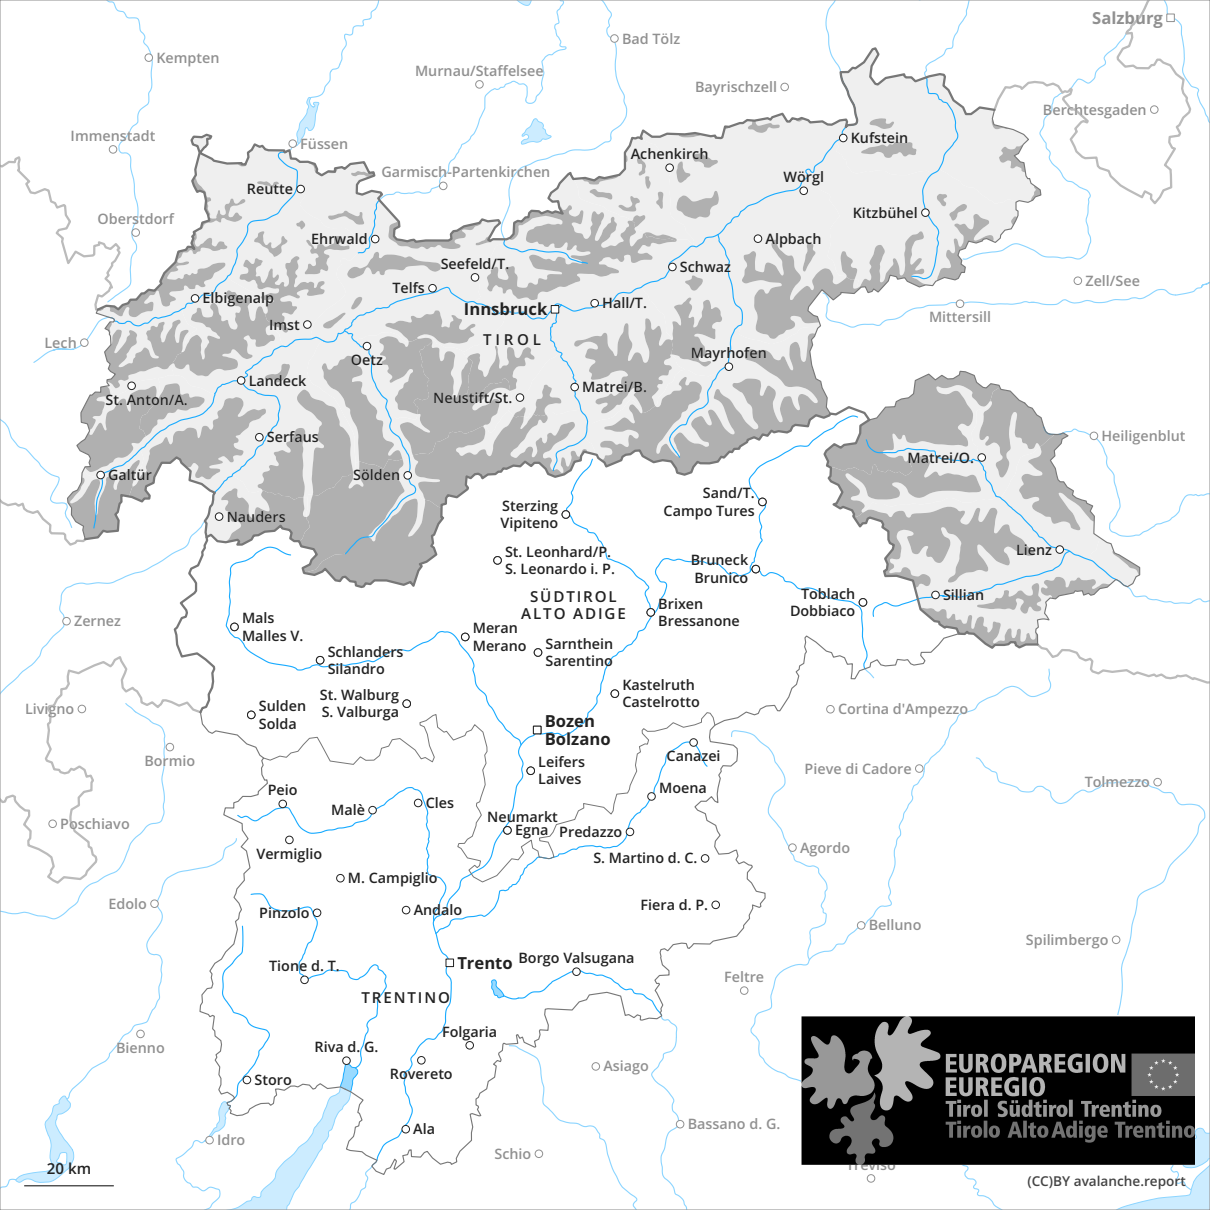 Salzburg
Bad Tölz
Kempten
Murnau/Staffelsee
Bayrischzell
Berchtesgaden
Immenstadt
Füssen
Kufstein
Achenkirch
Garmisch-Partenkirchen
Wörgl
Reutte
Oberstdorf
Kitzbühel
Ehrwald
Alpbach
Seefeld/T.
Schwaz
Zell/See
Telfs
Elbigenalp
Hall/T.
Innsbruck
Mittersill
Imst
TIROL
Lech
Oetz
Mayrhofen
Landeck
Matrei/B.
St. Anton/A.
Neustift/St.
Serfaus
Heiligenblut
Matrei/O.
Galtür
Sölden
Sand/T.
Campo Tures
Sterzing
Vipiteno
Nauders
Lienz
St. Leonhard/P.
S. Leonardo i. P.
Bruneck
Brunico
Toblach
Dobbiaco
Sillian
SÜDTIROL
ALTO ADIGE
Brixen
Bressanone
Zernez
Mals
Malles V.
Meran
Merano
Sarnthein
Sarentino
Schlanders
Silandro
Kastelruth
Castelrotto
St. Walburg
S. Valburga
Sulden
Solda
Livigno
Cortina d'Ampezzo
Bozen
Bolzano
Canazei
Bormio
Leifers
Laives
Pieve di Cadore
Tolmezzo
Peio
Moena
Malè
Cles
Neumarkt
Egna
Predazzo
Poschiavo
Vermiglio
S. Martino d. C.
Agordo
M. Campiglio
Edolo
Pinzolo
Andalo
Fiera d. P.
Belluno
Spilimbergo
Trento
Borgo Valsugana
Tione d. T.
Feltre
TRENTINO
Folgaria
Bienno
Riva d. G.
Rovereto
Asiago
Storo
EUROPAREGION
EUREGIO
Tirol Südtirol Trentino
Tirolo Alto Adige Trentino
Ala
Bassano d. G.
Idro
Schio
Treviso
20 km
(CC)BY avalanche.report